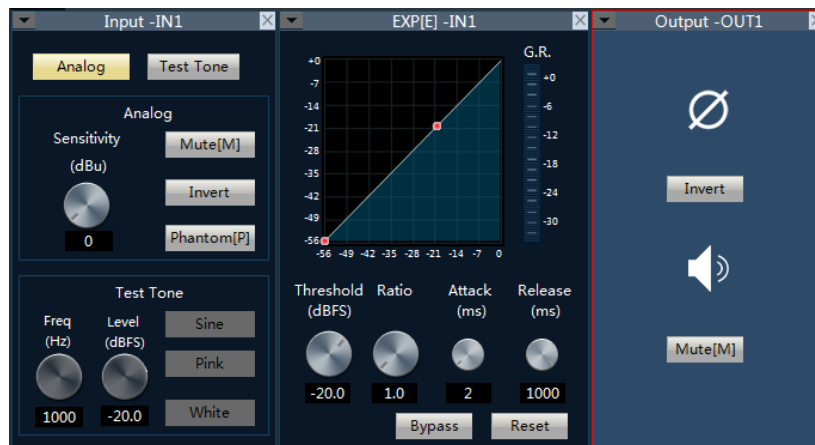 Input -IN1
Analog
Test Tone
Analog
Sensitivity
(dBu)
0
Mute[M]
Invert
Phantom[P]
Test Tone
Freq
(Hz)
1000
Level
(dBFS)
-20.0
Sine
Pink
White
EXP[E] -IN1
+0
-7
-14
-21
-28
-35
-42
-49
-56
-56 -49 -42 -35 -28 -21 -14 -7 0
G.R.
+0
-6
-12
-18
-24
-30
Threshold
(dBFS)
-20.0
Ratio
1.0
Attack
(ms)
2
Release
(ms)
1000
Bypass
Reset
Output -OUT1
Invert
Mute[M]